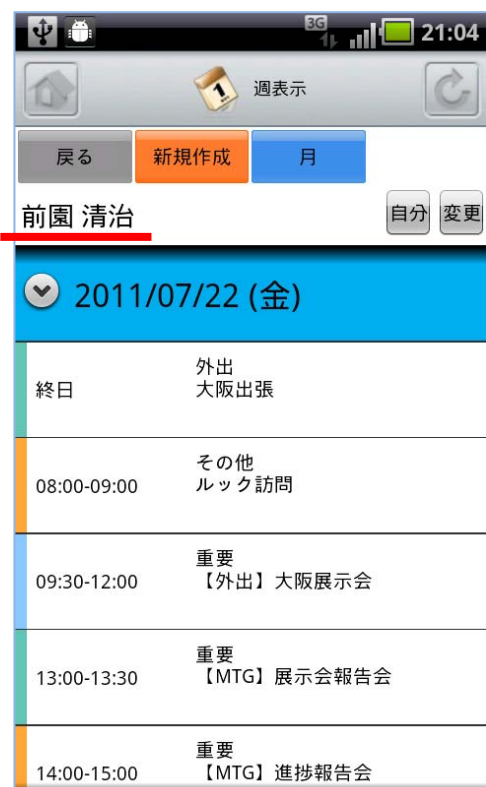 3G 21:04
1 週表示
戻る 新規作成 月
前園 清治 自分 変更
2011/07/22 (金)
外出
終日 大阪出張
その他
08:00-09:00 ルック訪問
重要
09:30-12:00 【外出】大阪展示会
重要
13:00-13:30 【MTG】展示会報告会
重要
14:00-15:00 【MTG】進捗報告会